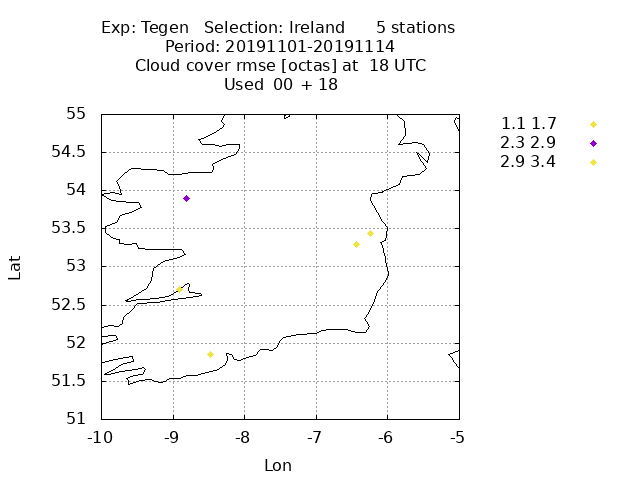 Exp: Tegen   Selection: Ireland      5 stations
Period: 20191101-20191114
Cloud cover rmse [octas] at  18 UTC
Used  00 + 18
1.1 1.7
2.3 2.9
2.9 3.4
55
54.5
54
53.5
53
52.5
52
51.5
51
Lat
-10 -9 -8 -7 -6 -5
Lon